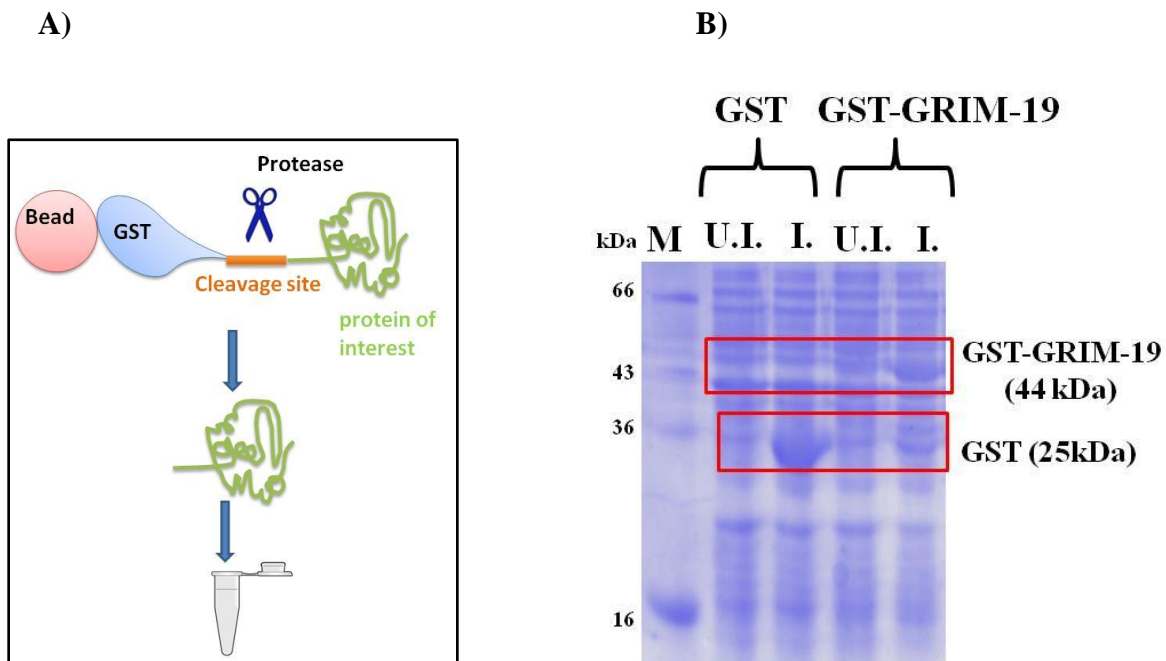 A)
B)
Protease
Bead
GST
Cleavage site
protein of
interest
GST GST-GRIM-19
kDa M U.I. I. U.I. I.
66
43
36
16
GST-GRIM-19
(44 kDa)
GST (25kDa)